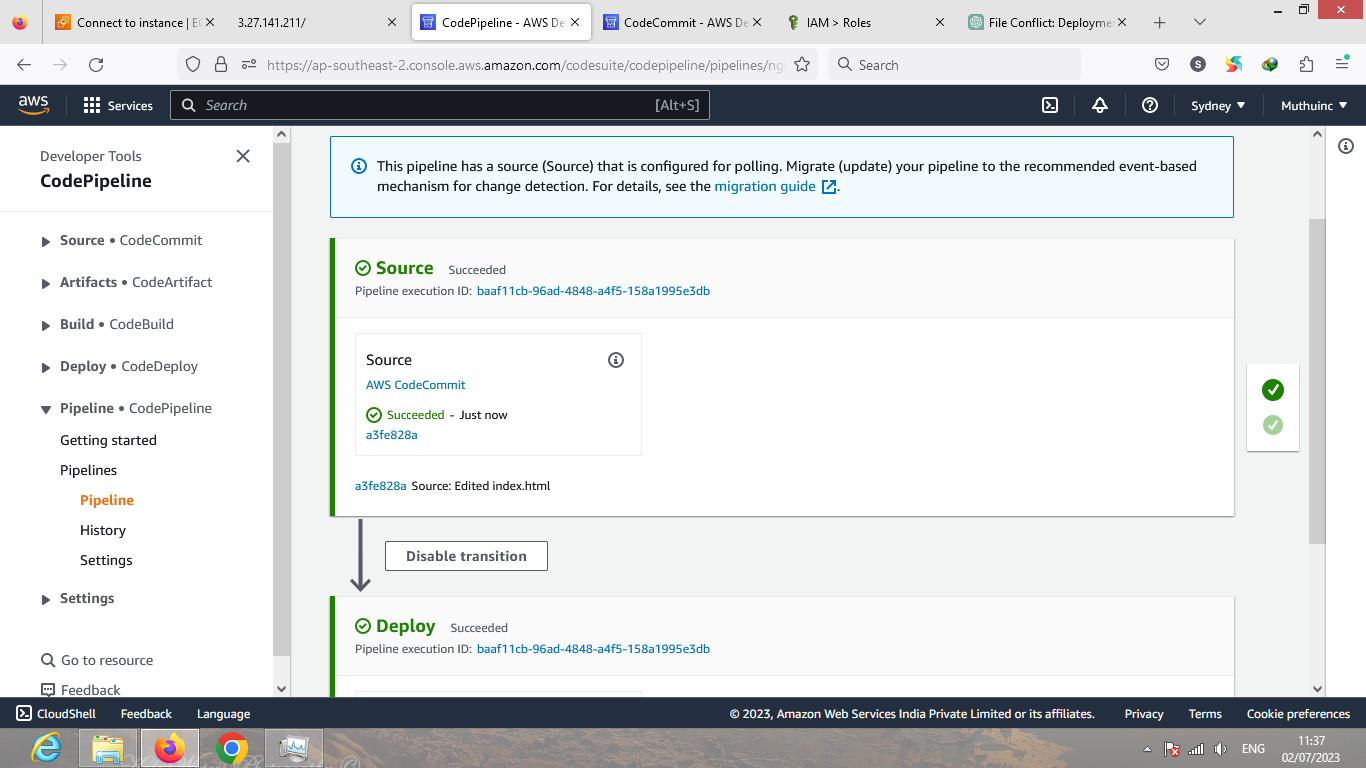 Connect to instance | EC
3.27.141.211/
CodePipeline - AWS De
CodeCommit - AWS De
IAM > Roles
File Conflict: Deployme
https://ap-southeast-2.console.aws.amazon.com/codesuite/codepipeline/pipelines/ng
Search
aws
Services
Search
[Alt+S]
Sydney
Muthuinc
Developer Tools
CodePipeline
Source • CodeCommit
Artifacts • CodeArtifact
Build • CodeBuild
Deploy • CodeDeploy
Pipeline • CodePipeline
Getting started
Pipelines
Pipeline
History
Settings
Settings
Go to resource
Feedback
This pipeline has a source (Source) that is configured for polling. Migrate (update) your pipeline to the recommended event-based
mechanism for change detection. For details, see the migration guide.
Source Succeeded
Pipeline execution ID: baaf11cb-96ad-4848-a4f5-158a1995e3db
Source
AWS CodeCommit
Succeeded - Just now
a3fe828a
a3fe828a Source: Edited index.html
Disable transition
Deploy Succeeded
Pipeline execution ID: baaf11cb-96ad-4848-a4f5-158a1995e3db
CloudShell
Feedback
Language
© 2023, Amazon Web Services India Private Limited or its affiliates.
Privacy
Terms
Cookie preferences
ENG
11:37
02/07/2023